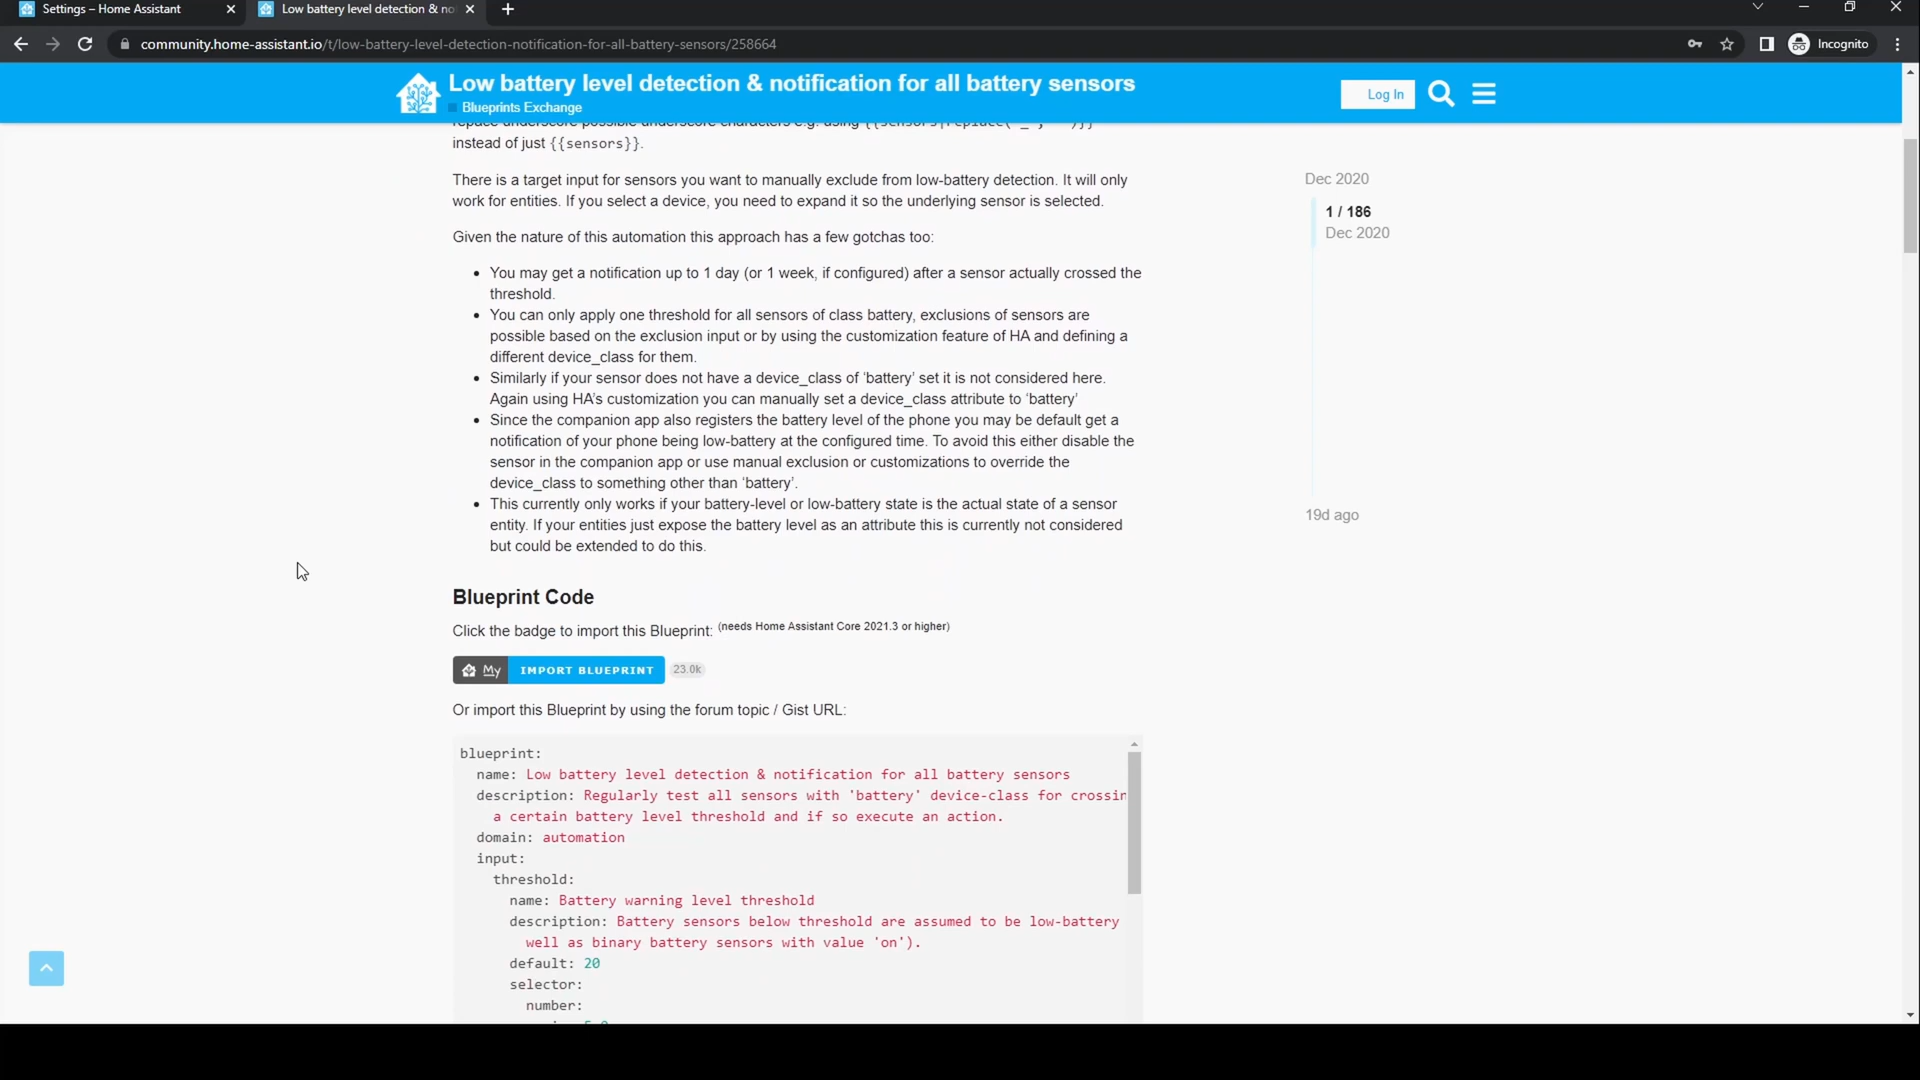 Settings – Home Assistant
Low battery level detection & no
community.home-assistant.io/t/low-battery-level-detection-notification-for-all-battery-sensors/258664
Incognito
Low battery level detection & notification for all battery sensors
Blueprints Exchange
Log In
instead of just {{sensors}}.
There is a target input for sensors you want to manually exclude from low-battery detection. It will only
work for entities. If you select a device, you need to expand it so the underlying sensor is selected.
Given the nature of this automation this approach has a few gotchas too:
• You may get a notification up to 1 day (or 1 week, if configured) after a sensor actually crossed the
threshold.
• You can only apply one threshold for all sensors of class battery, exclusions of sensors are
possible based on the exclusion input or by using the customization feature of HA and defining a
different device_class for them.
• Similarly if your sensor does not have a device_class of ‘battery’ set it is not considered here.
Again using HA’s customization you can manually set a device_class attribute to ‘battery’
• Since the companion app also registers the battery level of the phone you may be default get a
notification of your phone being low-battery at the configured time. To avoid this either disable the
sensor in the companion app or use manual exclusion or customizations to override the
device_class to something other than ‘battery’.
• This currently only works if your battery-level or low-battery state is the actual state of a sensor
entity. If your entities just expose the battery level as an attribute this is currently not considered
but could be extended to do this.
Dec 2020
1 / 186
Dec 2020
19d ago
Blueprint Code
Click the badge to import this Blueprint: (needs Home Assistant Core 2021.3 or higher)
My IMPORT BLUEPRINT 23.0k
Or import this Blueprint by using the forum topic / Gist URL:
blueprint:
name: Low battery level detection & notification for all battery sensors
description: Regularly test all sensors with 'battery' device-class for crossin
a certain battery level threshold and if so execute an action.
domain: automation
input:
threshold:
name: Battery warning level threshold
description: Battery sensors below threshold are assumed to be low-battery
well as binary battery sensors with value 'on').
default: 20
selector:
number: